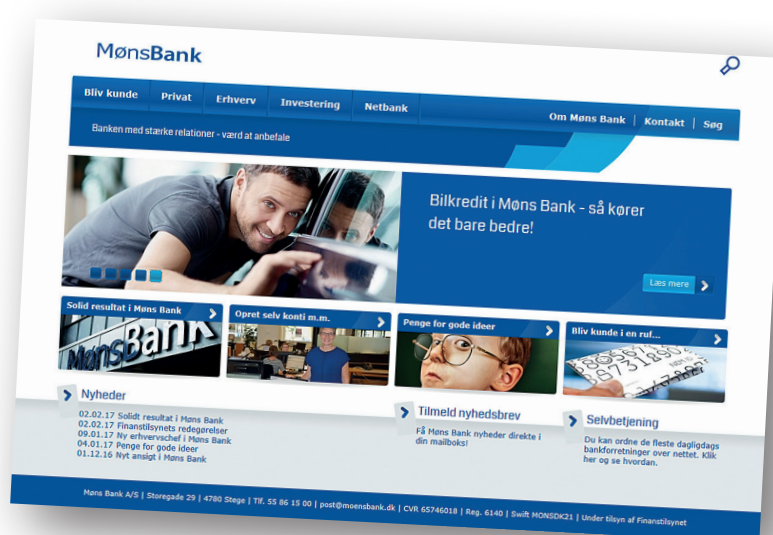 MønsBank
Bliv kunde
Privat
Erhverv
Investering
Netbank
Om Møns Bank | Kontakt | Søg
Banken med stærke relationer - værd at anbefale
Bilkredit i Møns Bank - så kører
det bare bedre!
Læs mere
Solid resultat i Møns Bank
Opret selv konti m.m.
Penge for gode ideer
Bliv kunde i en ruf...
MønsBank
Nyheder
02.02.17 Solidt resultat i Møns Bank
02.02.17 Finanstilsynets redegørelser
09.01.17 Ny erhvervschef i Møns Bank
04.01.17 Penge for gode ideer
01.12.16 Nyt ansigt i Møns Bank
Tilmeld nyhedsbrev
Få Møns Bank nyheder direkte i
din mailboks!
Selvbetjening
Du kan ordne de fleste dagligdags
bankforretninger over nettet. Klik
her og se hvordan.
Møns Bank A/S | Storegade 29 | 4780 Stege | Tlf. 55 86 15 00 | post@moensbank.dk | CVR 65746018 | Reg. 6140 | Swift MONSDK21 | Under tilsyn af Finanstilsynet